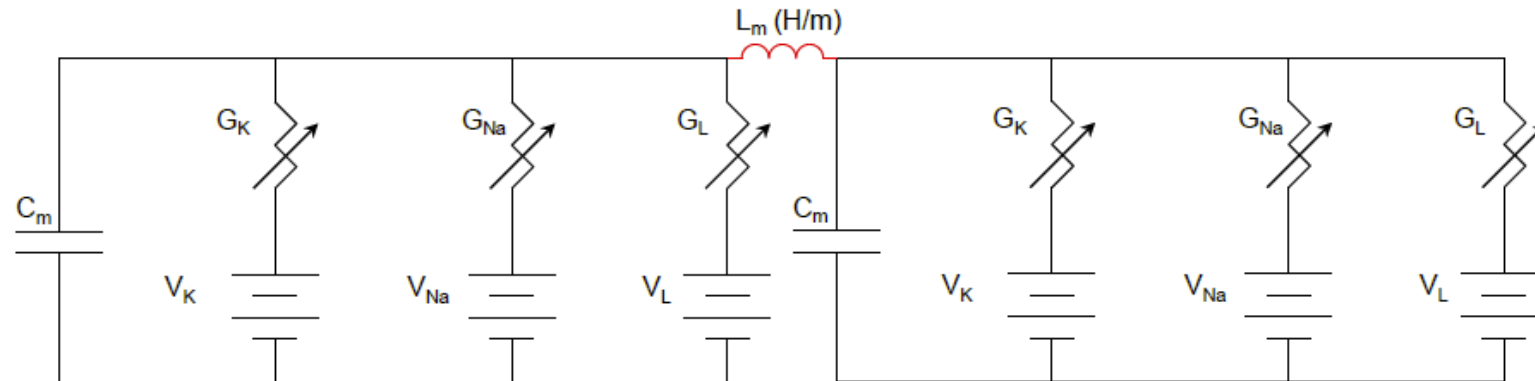 Lm (H/m)
GK GNa GL GK GNa GL
Cm Cm
VK VNa VL VK VNa VL